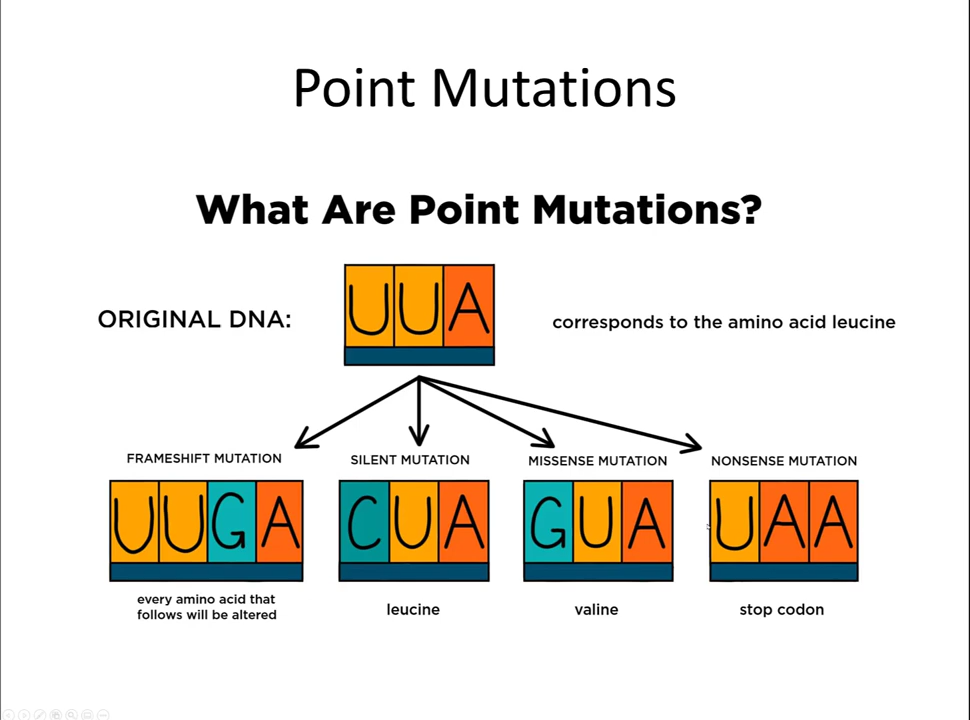 Point Mutations
What Are Point Mutations?
ORIGINAL DNA:
UUA
corresponds to the amino acid leucine
FRAMESHIFT MUTATION
SILENT MUTATION
MISSENSE MUTATION
NONSENSE MUTATION
UUGA
CUA
GUA
UAA
every amino acid that
follows will be altered
leucine
valine
stop codon